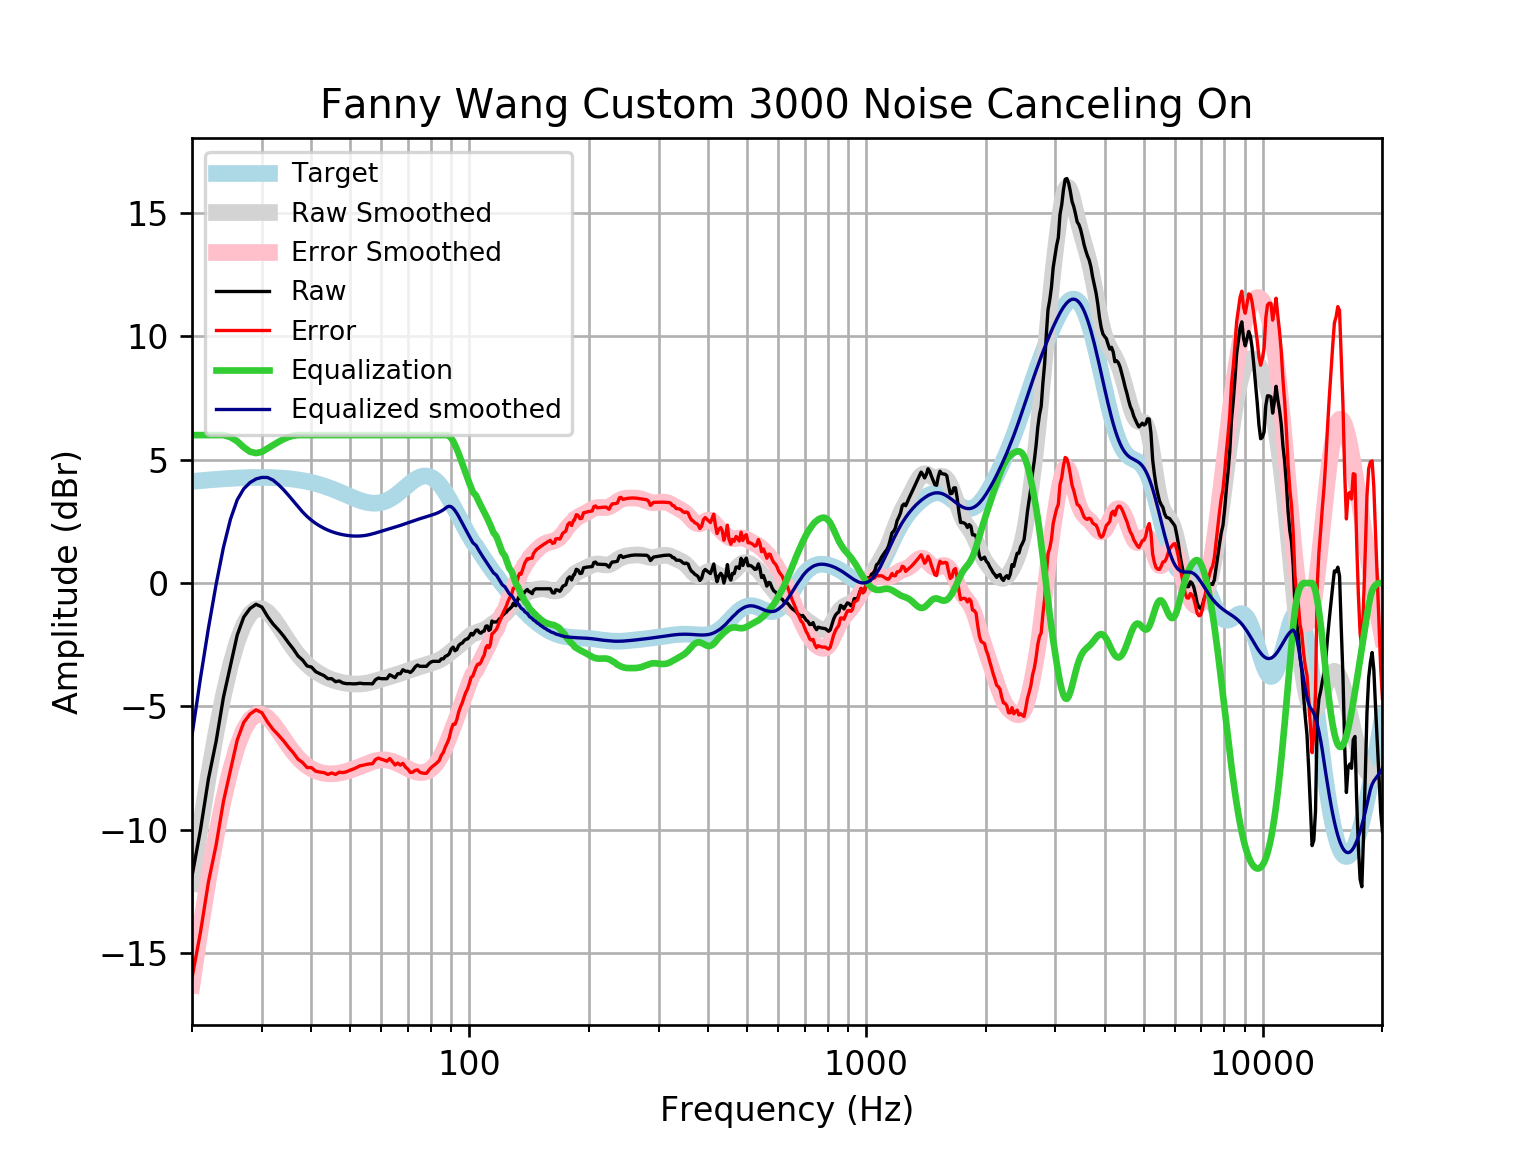 Fanny Wang Custom 3000 Noise Canceling On
Target
Raw Smoothed
Error Smoothed
Raw
Error
Equalization
Equalized smoothed
15
10
5
0
−5
−10
−15
Amplitude (dBr)
100 1000 10000
Frequency (Hz)